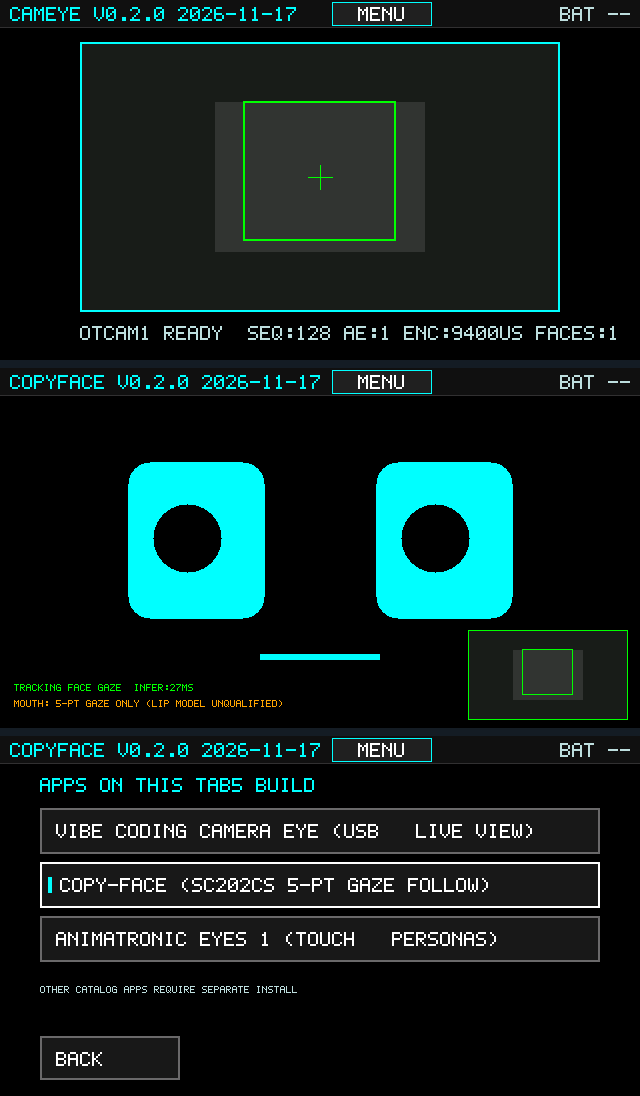 CAMEYE V0.2.0 2026-11-17 MENU BAT --
OTCAM1 READY SEQ:128 AE:1 ENC:9400US FACES:1
COPYFACE V0.2.0 2026-11-17 MENU BAT --
TRACKING FACE GAZE INFER:27MS
MOUTH: 5-PT GAZE ONLY (LIP MODEL UNQUALIFIED)
COPYFACE V0.2.0 2026-11-17 MENU BAT --
APPS ON THIS TAB5 BUILD
VIBE CODING CAMERA EYE (USB LIVE VIEW)
COPY-FACE (SC202CS 5-PT GAZE FOLLOW)
ANIMATRONIC EYES 1 (TOUCH PERSONAS)
OTHER CATALOG APPS REQUIRE SEPARATE INSTALL
BACK